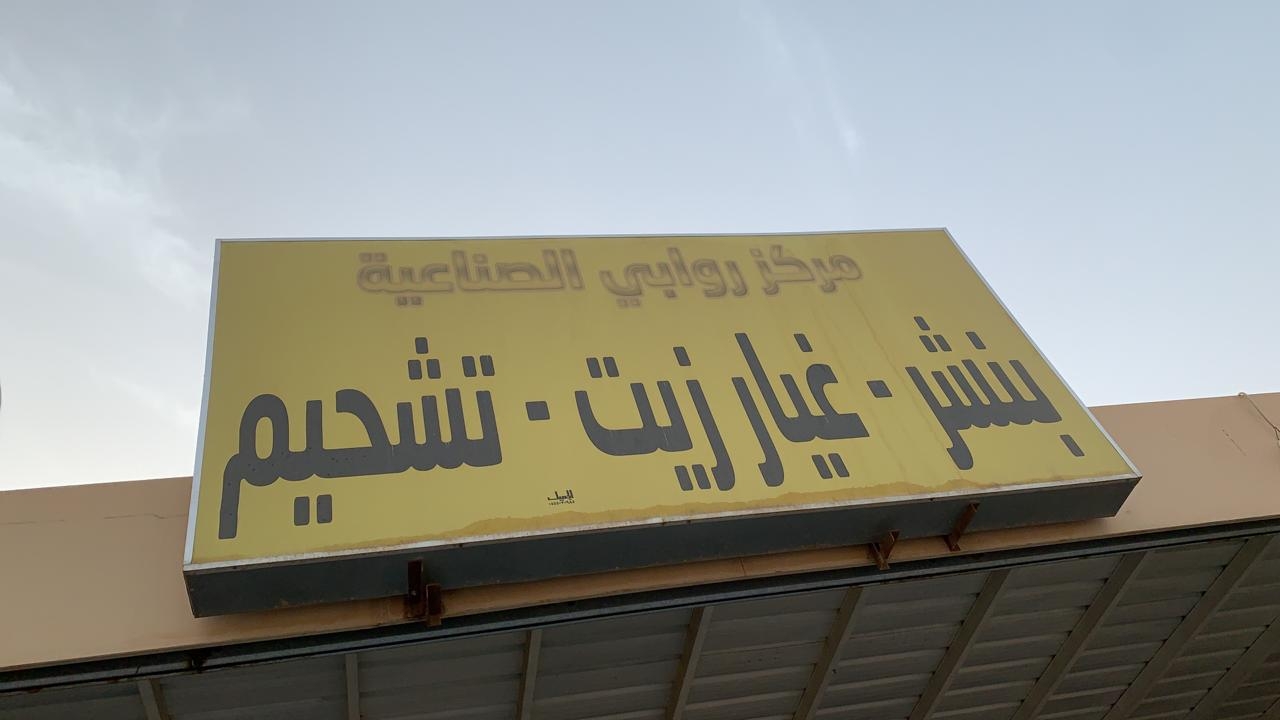 مركز روابي الصناعية
بنشر - غيار زيت - تشحيم